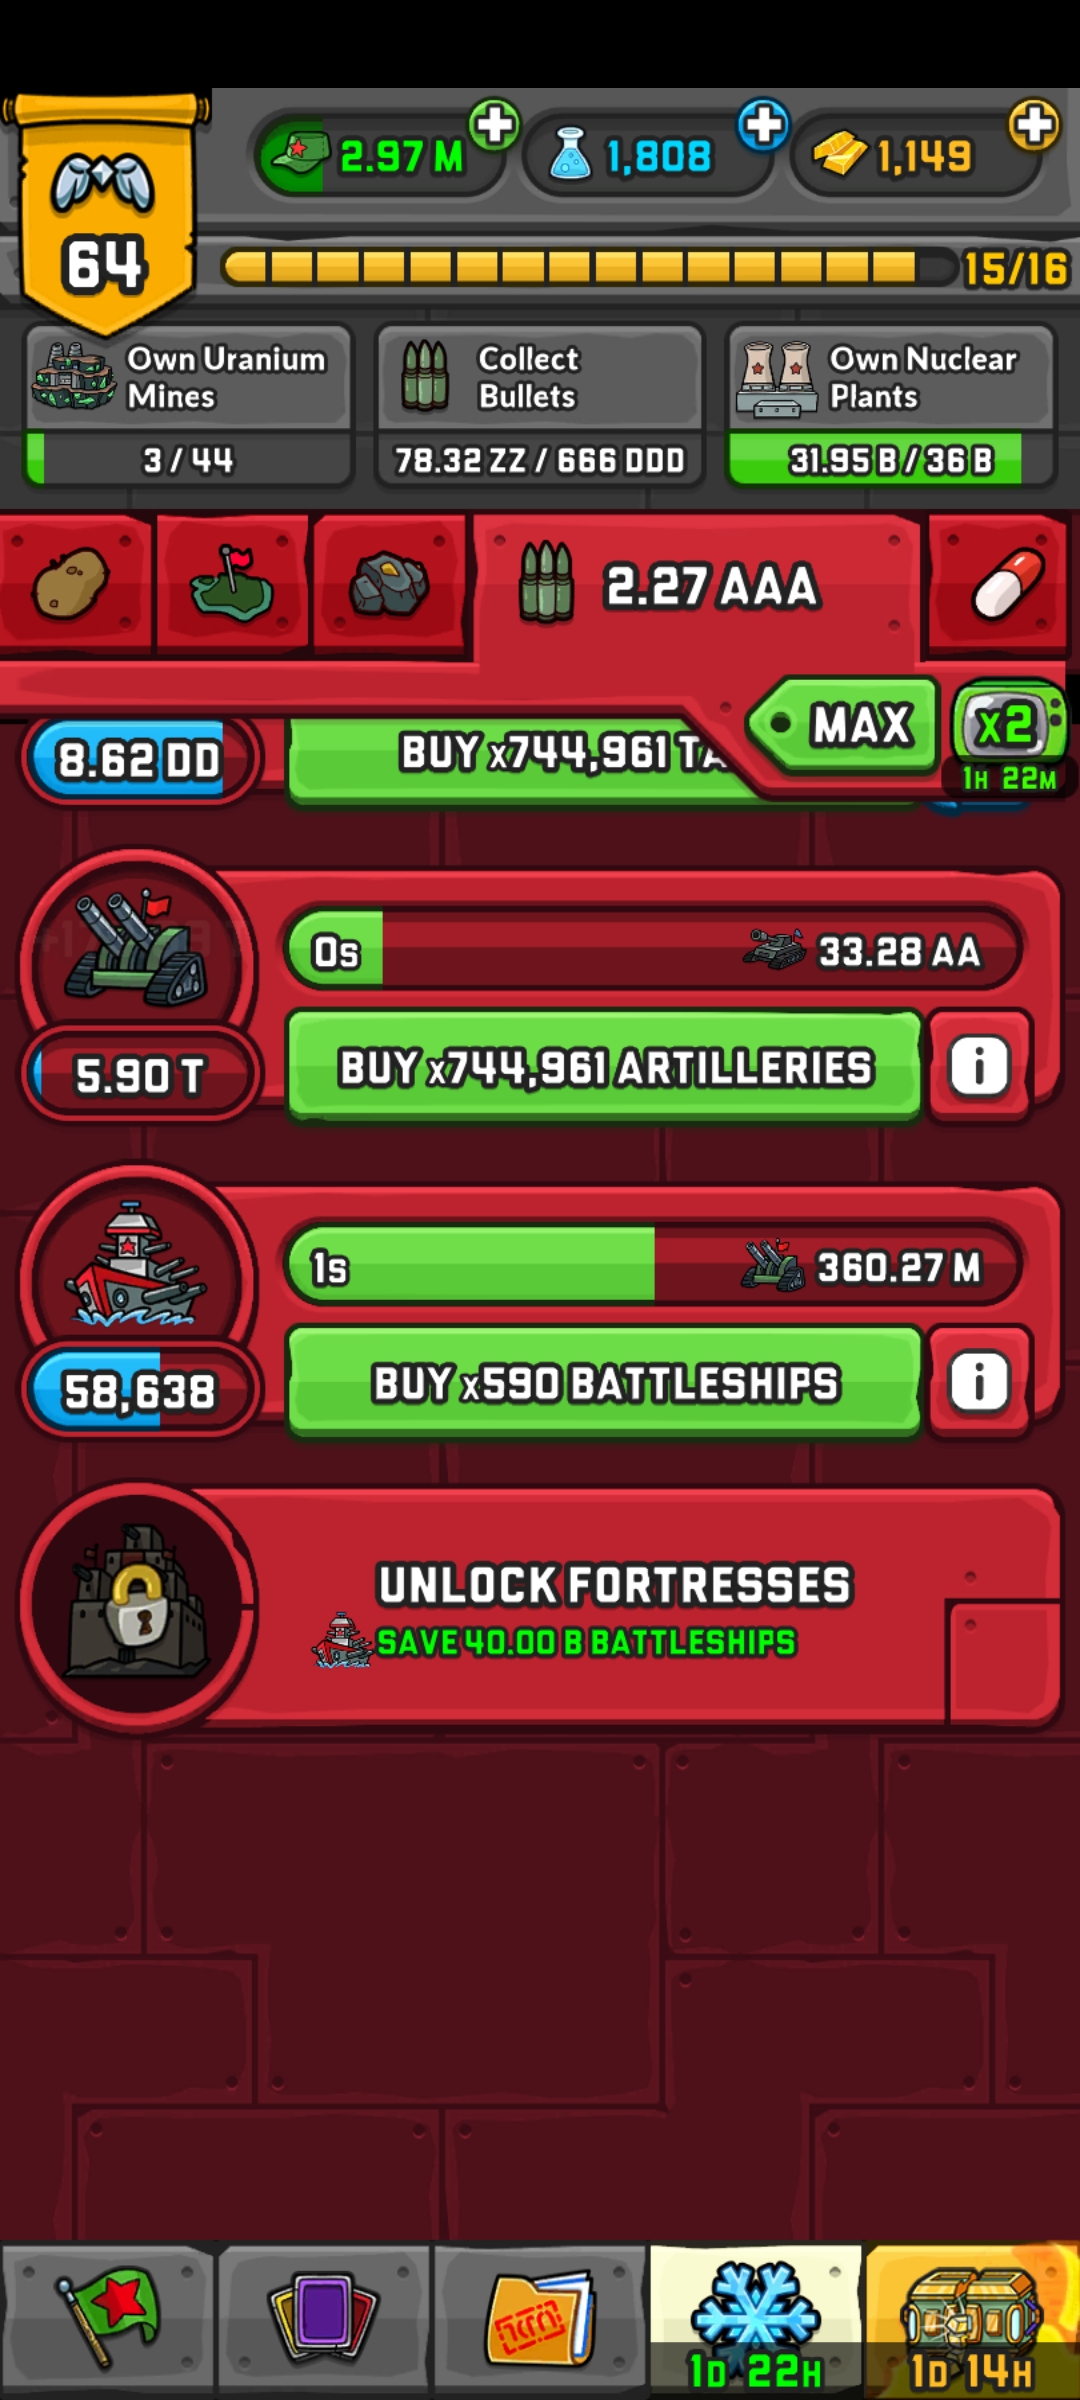 2.97 M
1,808
1,149
64
15/16
Own Uranium
Mines
3 / 44
Collect
Bullets
78.32 ZZ / 666 DDD
Own Nuclear
Plants
31.95 B / 36 B
2.27 AAA
MAX
X2
1H 22M
8.62 DD
BUY x744,961 TA
0s
33.28 AA
5.90 T
BUY x744,961 ARTILLERIES
i
1s
360.27 M
58,638
BUY x590 BATTLESHIPS
i
UNLOCK FORTRESSES
SAVE 40.00 B BATTLESHIPS
1D 22H
1D 14H